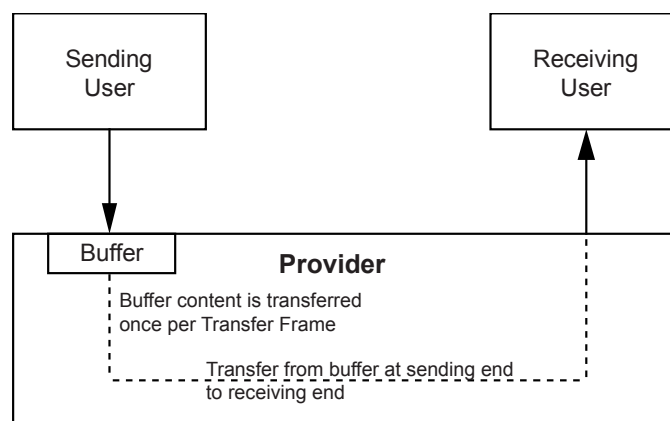 Sending
User
Receiving
User
Buffer
Provider
Buffer content is transferred
once per Transfer Frame
Transfer from buffer at sending end
to receiving end